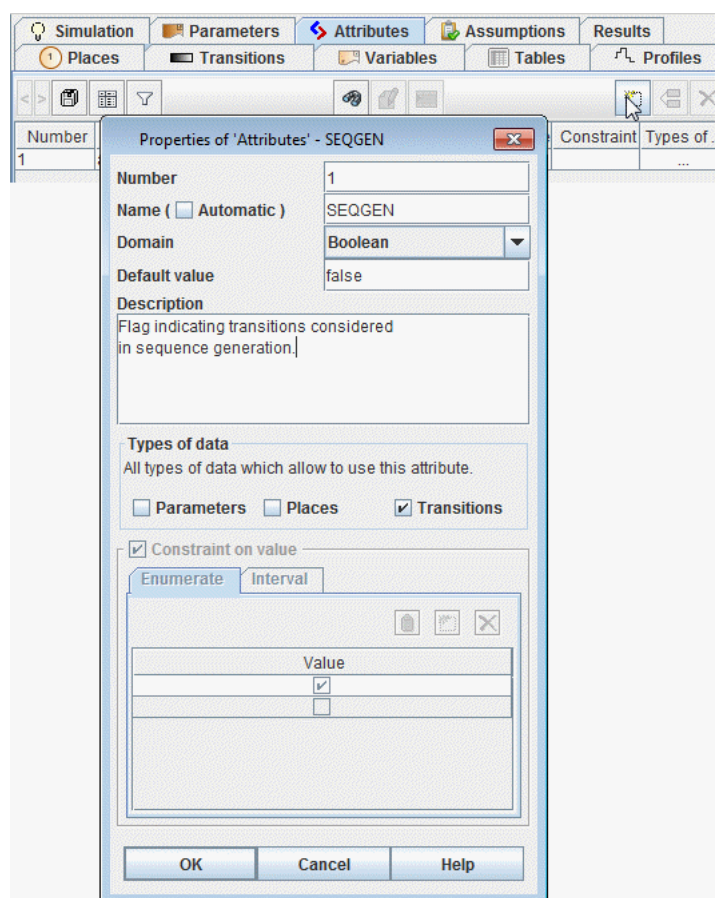 Simulation Parameters Attributes Assumptions Results
1 Places Transitions Variables Tables Profiles
< >
Number Constraint Types of ..
1 ...
Properties of 'Attributes' - SEQGEN
Number 1
Name ( Automatic ) SEQGEN
Domain Boolean
Default value false
Description
Flag indicating transitions considered
in sequence generation.
Types of data
All types of data which allow to use this attribute.
Parameters Places Transitions
Constraint on value
Enumerate Interval
Value
OK Cancel Help